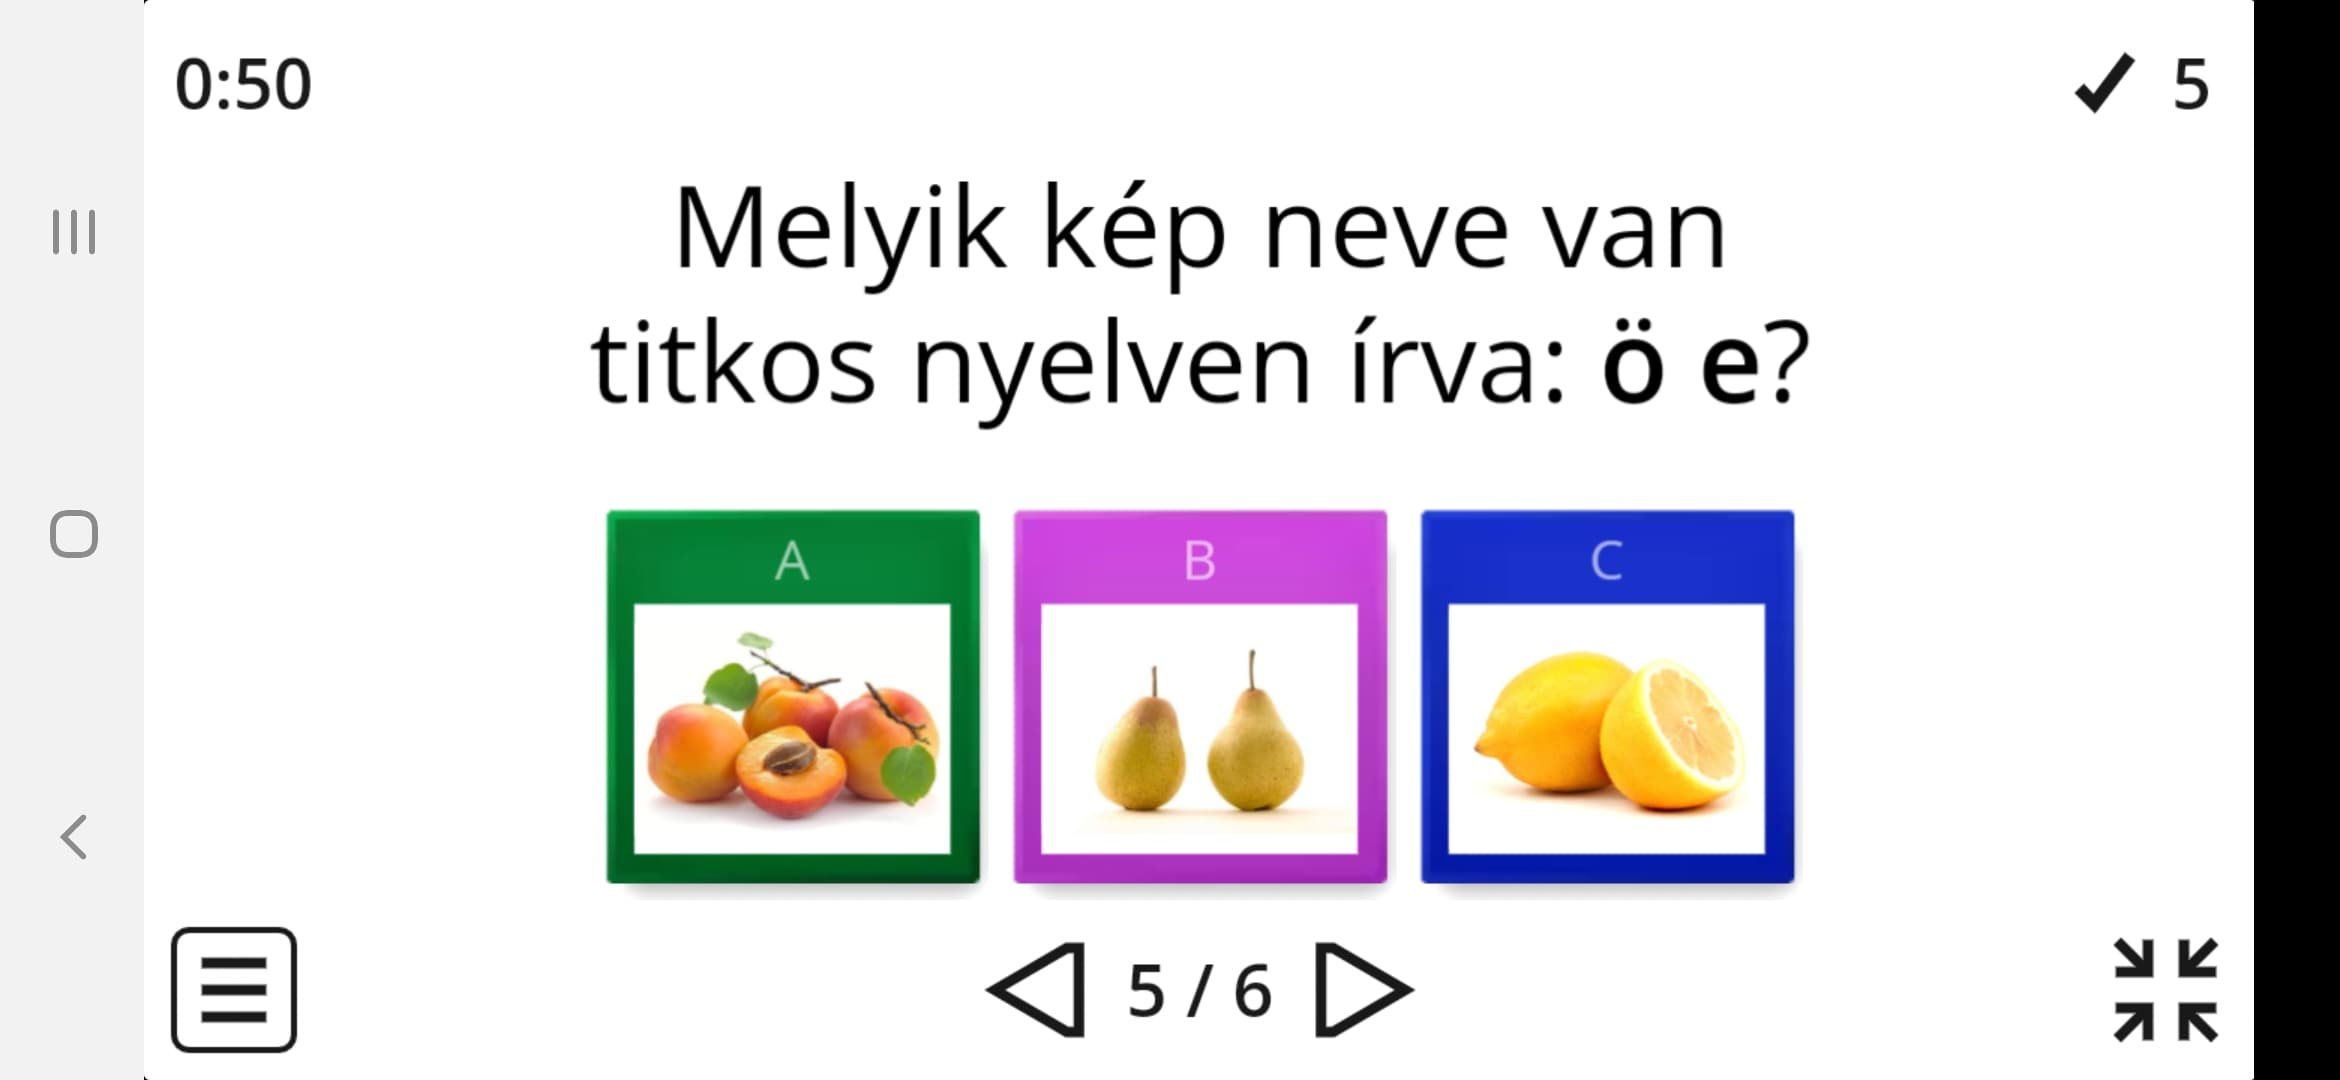 0:50
✓ 5
Melyik kép neve van
titkos nyelven írva: ö e?
A
B
C
5 / 6